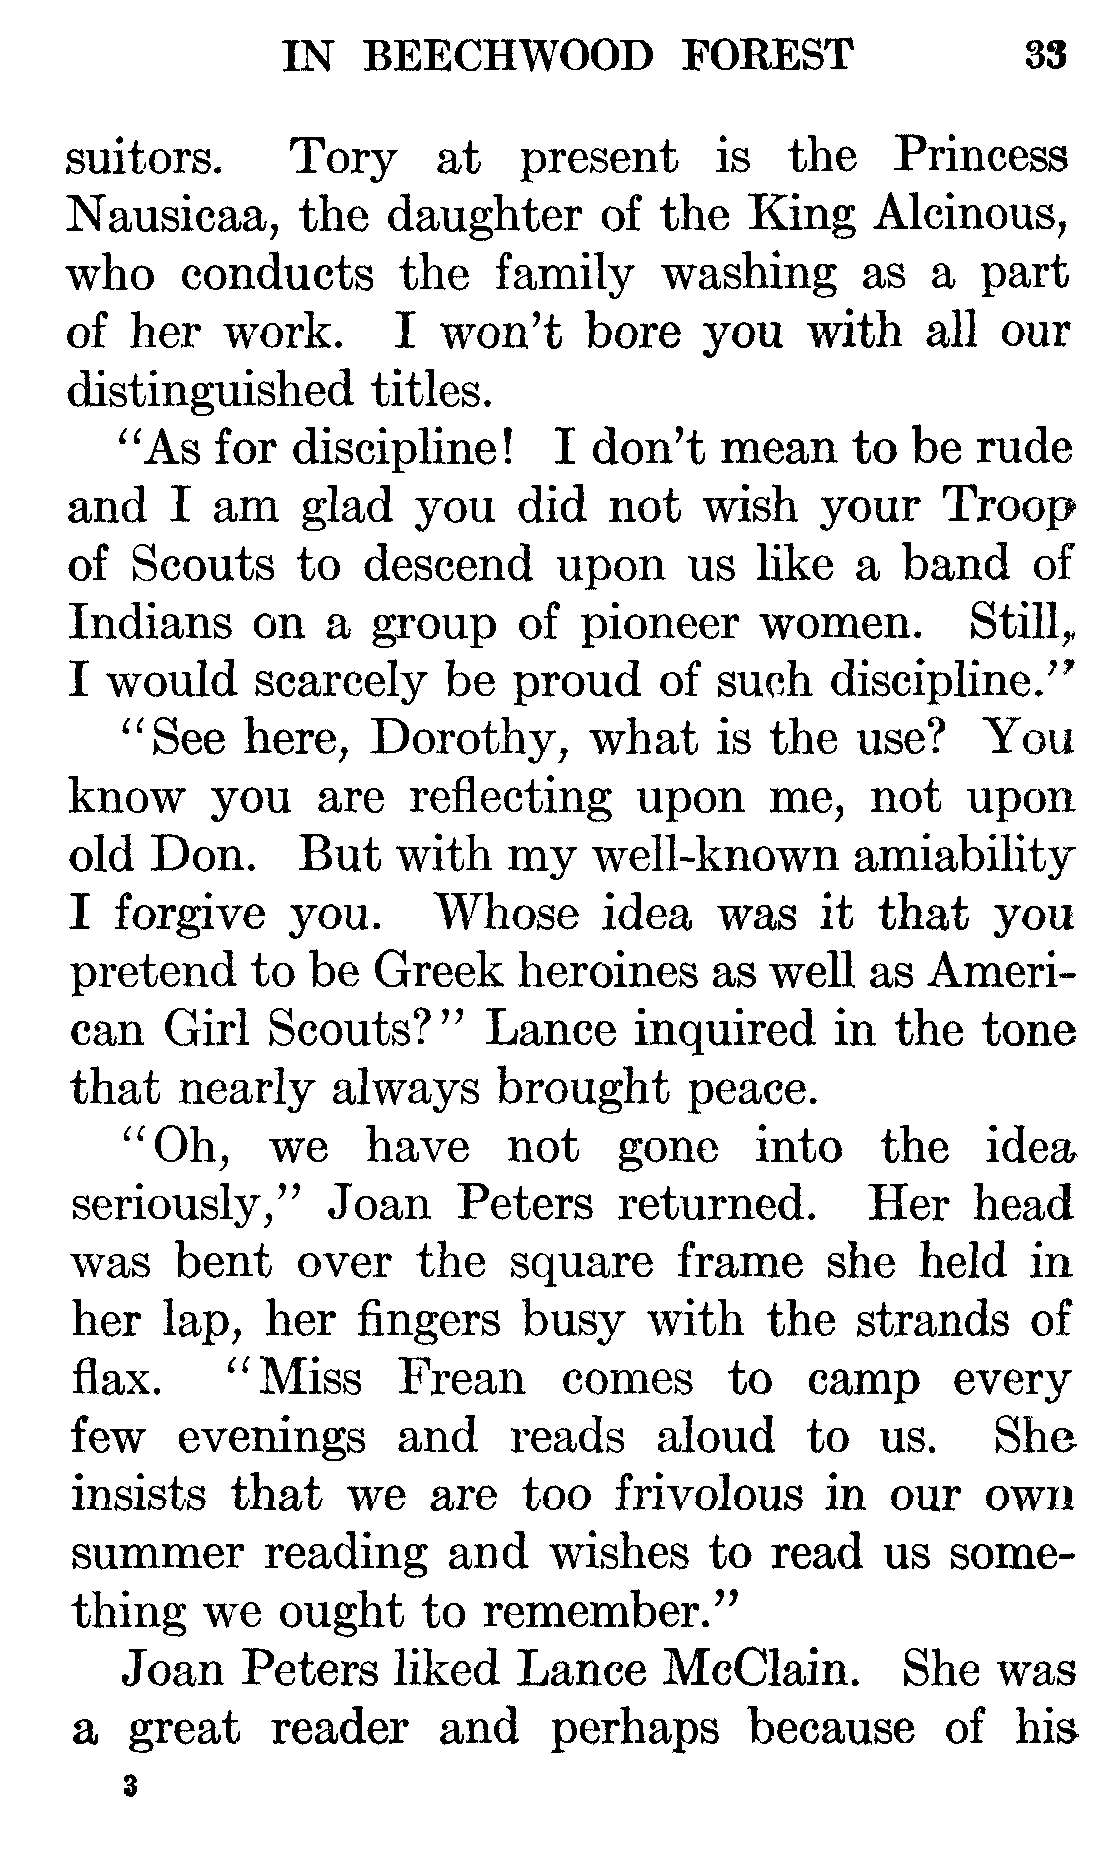 IN BEECHWOOD FOREST 33
suitors. Tory at present is the Princess
Nausicaa, the daughter of the King Alcinous,
who conducts the family washing as a part
of her work. I won't bore you with all our
distinguished titles.
"As for discipline! I don't mean to be rude
and I am glad you did not wish your Troop
of Scouts to descend upon us like a band of
Indians on a group of pioneer women. Still,
I would scarcely be proud of such discipline."
"See here, Dorothy, what is the use? You
know you are reflecting upon me, not upon
old Don. But with my well-known amiability
I forgive you. Whose idea was it that you
pretend to be Greek heroines as well as Ameri-
can Girl Scouts?" Lance inquired in the tone
that nearly always brought peace.
"Oh, we have not gone into the idea
seriously," Joan Peters returned. Her head
was bent over the square frame she held in
her lap, her fingers busy with the strands of
flax. "Miss Frean comes to camp every
few evenings and reads aloud to us. She
insists that we are too frivolous in our own
summer reading and wishes to read us some-
thing we ought to remember."
Joan Peters liked Lance McClain. She was
a great reader and perhaps because of his
3